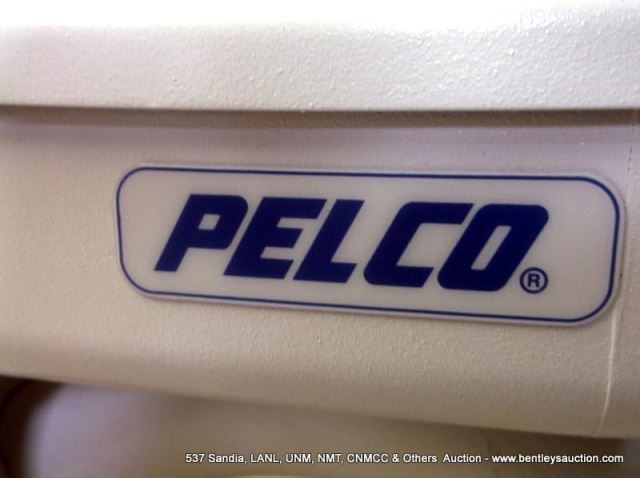 PELCO®
537 Sandia, LANL, UNM, NMT, CNMCC & Others Auction - www.bentleysauction.com